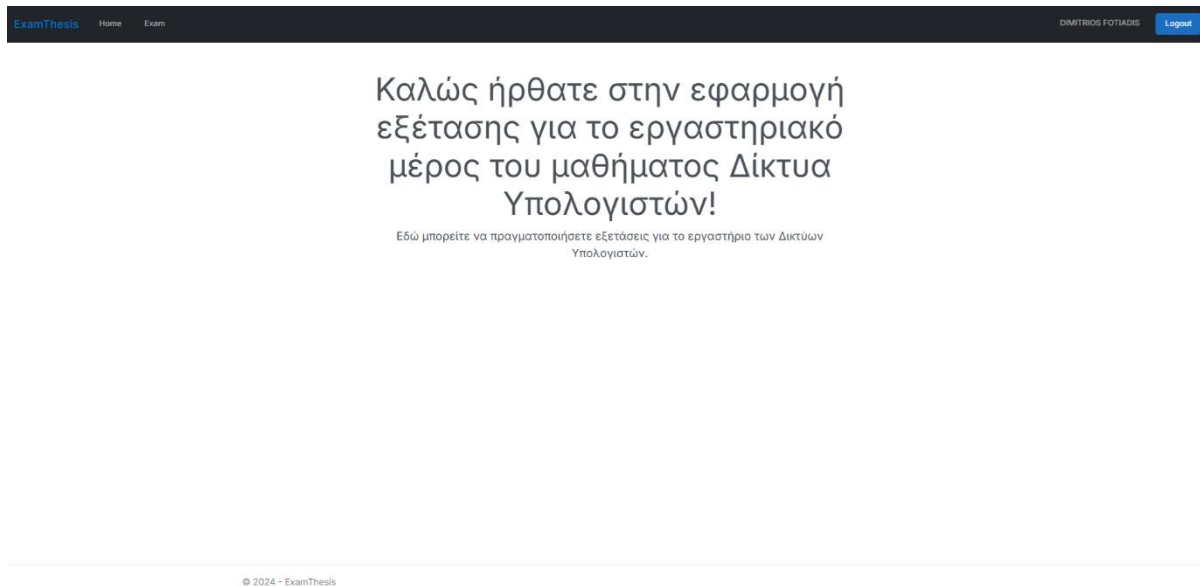 ExamThesis Home Exam DIMITRIOS FOTIADIS Logout
Καλώς ήρθατε στην εφαρμογή
εξέτασης για το εργαστηριακό
μέρος του μαθήματος Δίκτυα
Υπολογιστών!
Εδώ μπορείτε να πραγματοποιήσετε εξετάσεις για το εργαστήριο των Δικτύων
Υπολογιστών.
© 2024 - ExamThesis